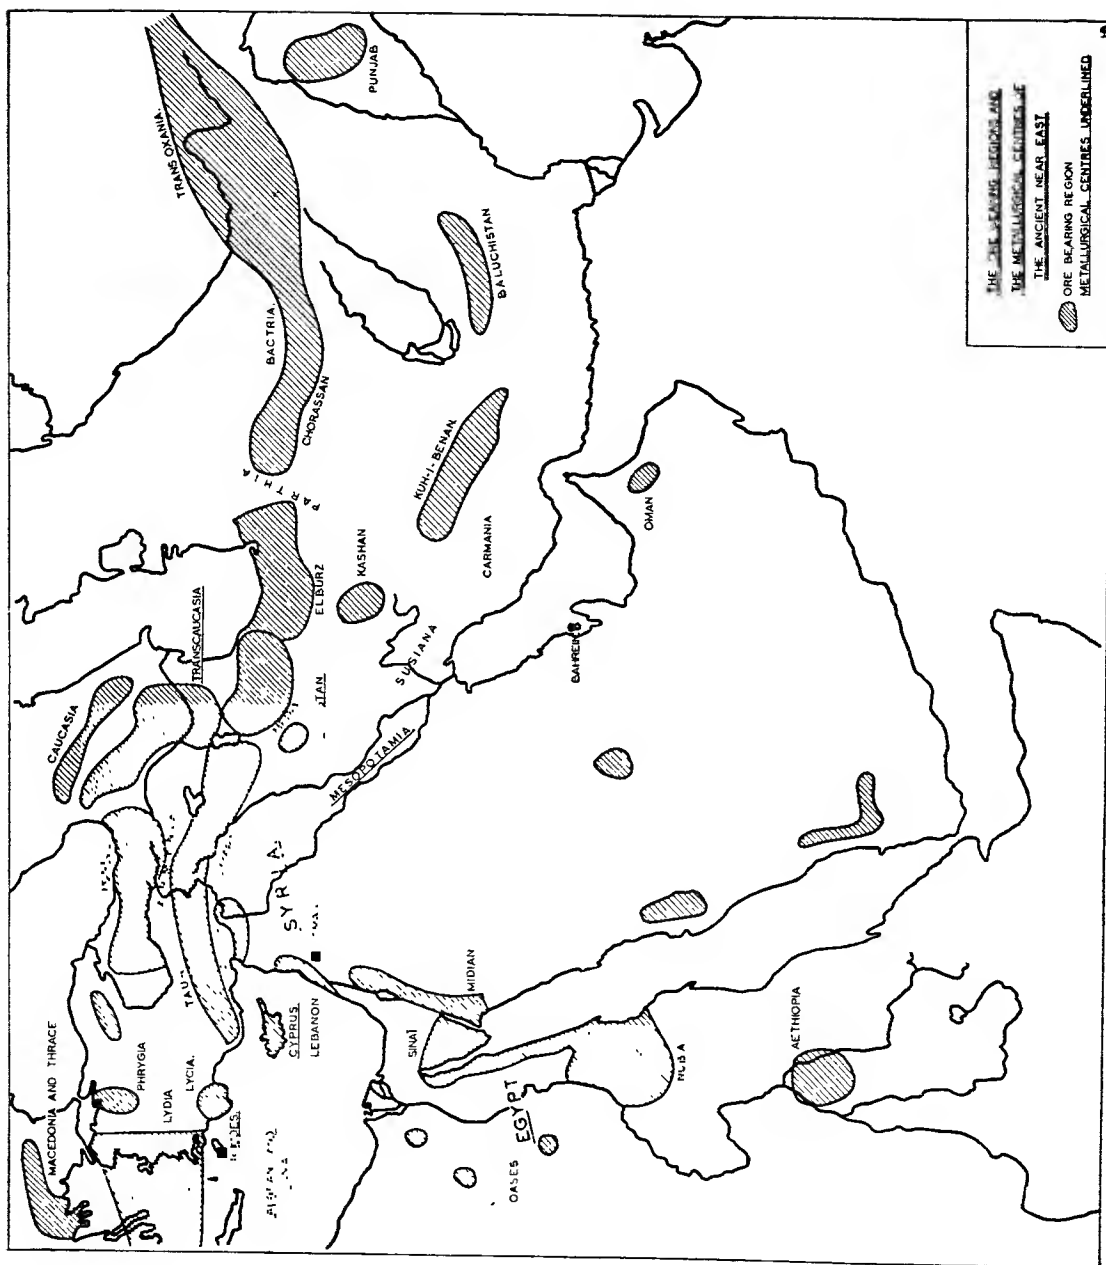 THE ORE BEARING REGIONS AND
THE METALLURGICAL CENTRES OF
THE ANCIENT NEAR EAST
ORE BEARING REGION
METALLURGICAL CENTRES UNDERLINED
MACEDONIA AND THRACE
PHRYGIA
LYDIA
LYCIA.
CYPRUS
LEBANON
SYRIA
CAUCASIA
TRANSCAUCASIA
ELBURZ
KASHAN
SUSIANA
MESOPOTAMIA
PARTHIA
CHORASSAN
BACTRIA.
TRANSOXANIA.
PUNJAB
BALUCHISTAN
KUH-I-BENAN.
CARMANIA
OMAN
BAHREIN
MIDIAN
SINAI
EGYPT
OASES
AETHIOPIA